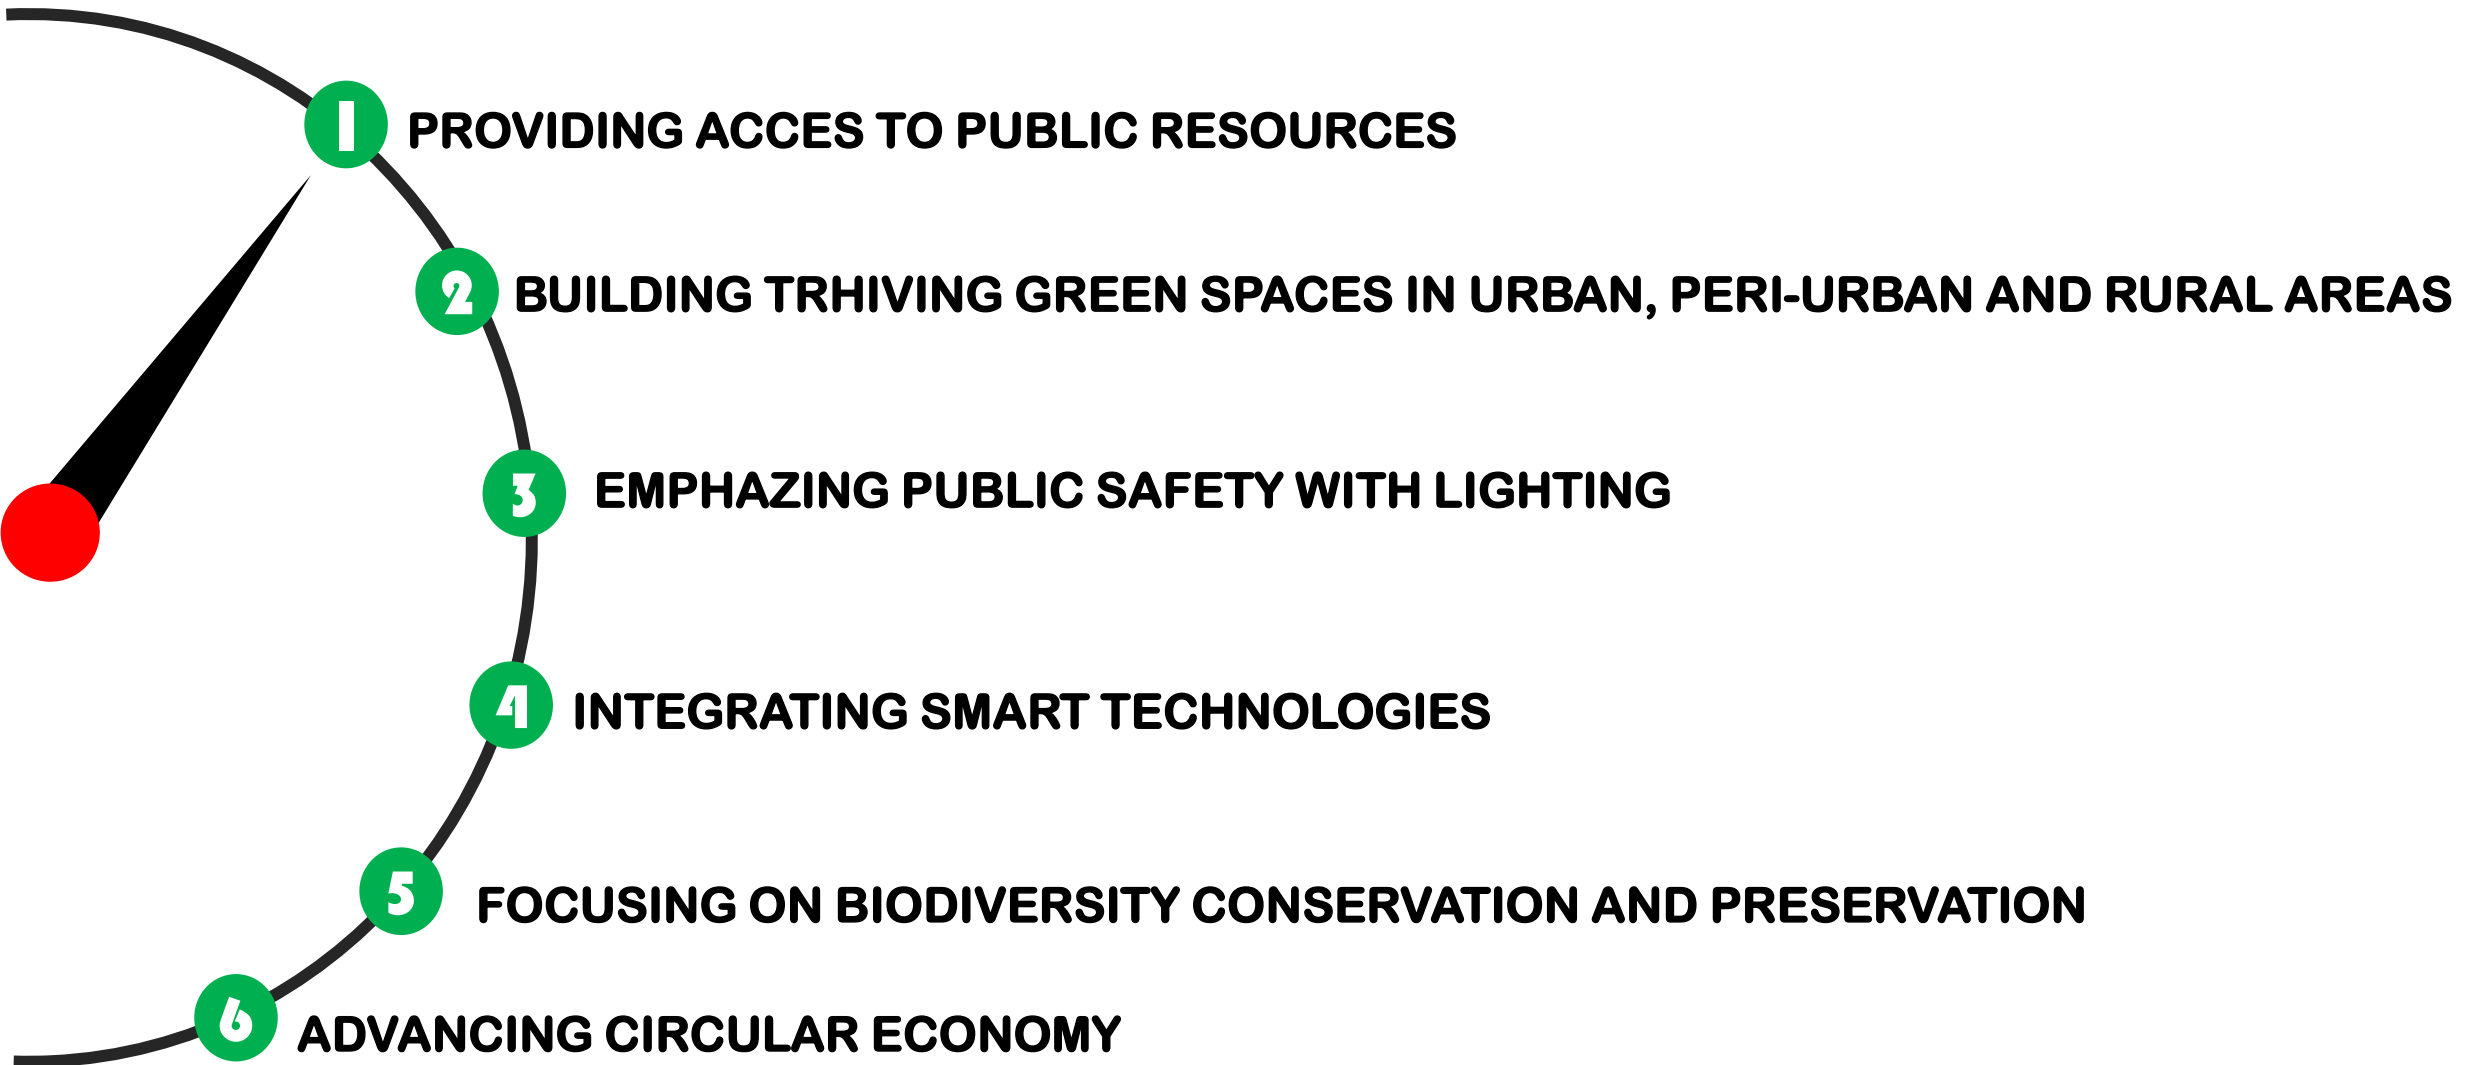 1 PROVIDING ACCES TO PUBLIC RESOURCES
2 BUILDING TRHIVING GREEN SPACES IN URBAN, PERI-URBAN AND RURAL AREAS
3 EMPHAZING PUBLIC SAFETY WITH LIGHTING
4 INTEGRATING SMART TECHNOLOGIES
5 FOCUSING ON BIODIVERSITY CONSERVATION AND PRESERVATION
6 ADVANCING CIRCULAR ECONOMY